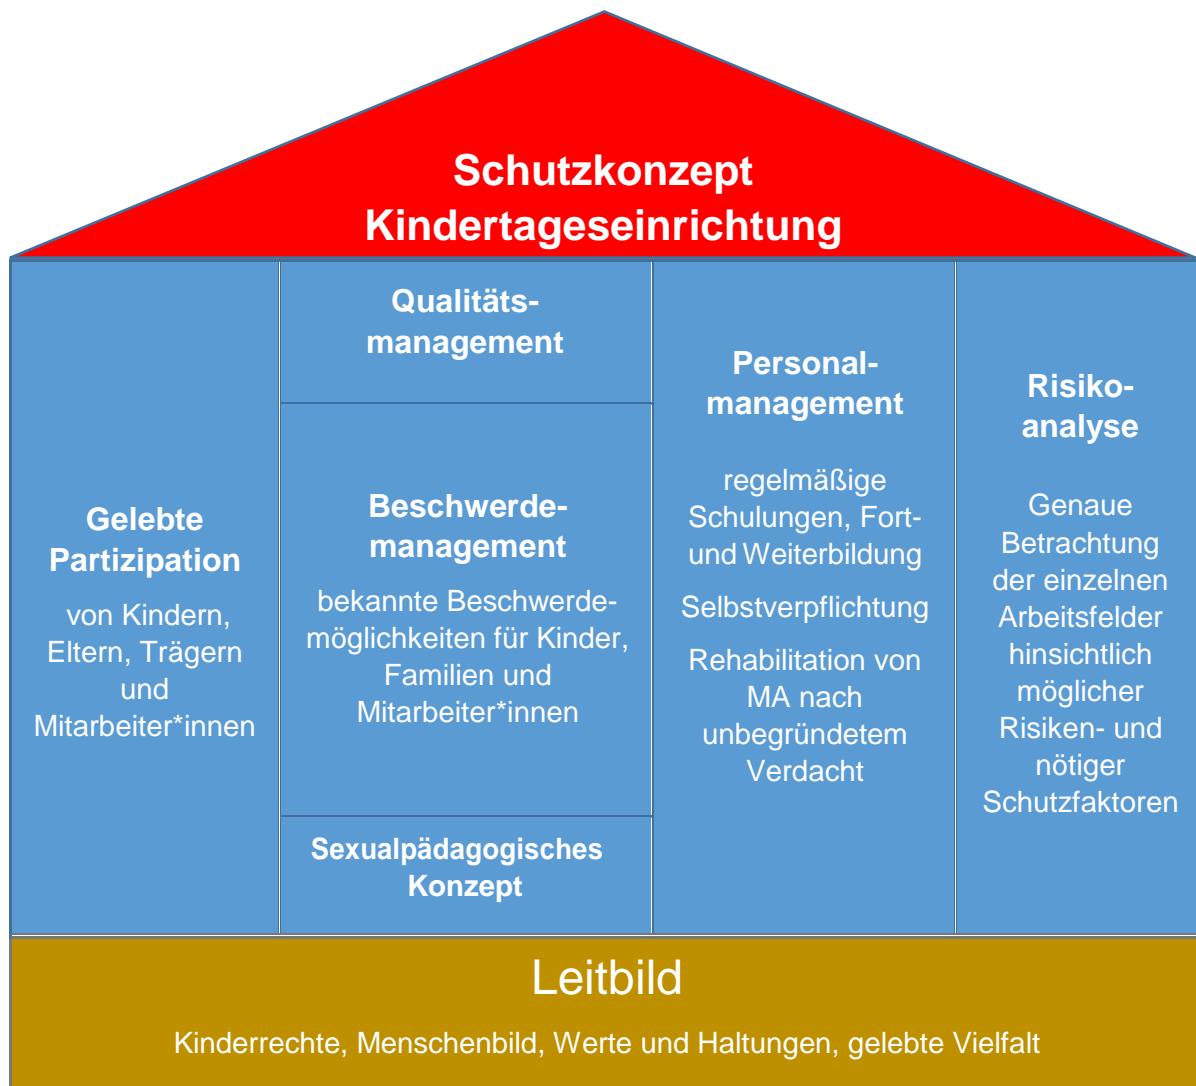 Schutzkonzept
Kindertageseinrichtung
Gelebte
Partizipation
von Kindern,
Eltern, Trägern
und
Mitarbeiter*innen
Qualitäts-
management
Beschwerde-
management
bekannte Beschwerde-
möglichkeiten für Kinder,
Familien und
Mitarbeiter*innen
Sexualpädagogisches
Konzept
Personal-
management
regelmäßige
Schulungen, Fort-
und Weiterbildung
Selbstverpflichtung
Rehabilitation von
MA nach
unbegründetem
Verdacht
Risiko-
analyse
Genaue
Betrachtung
der einzelnen
Arbeitsfelder
hinsichtlich
möglicher
Risiken- und
nötiger
Schutzfaktoren
Leitbild
Kinderrechte, Menschenbild, Werte und Haltungen, gelebte Vielfalt